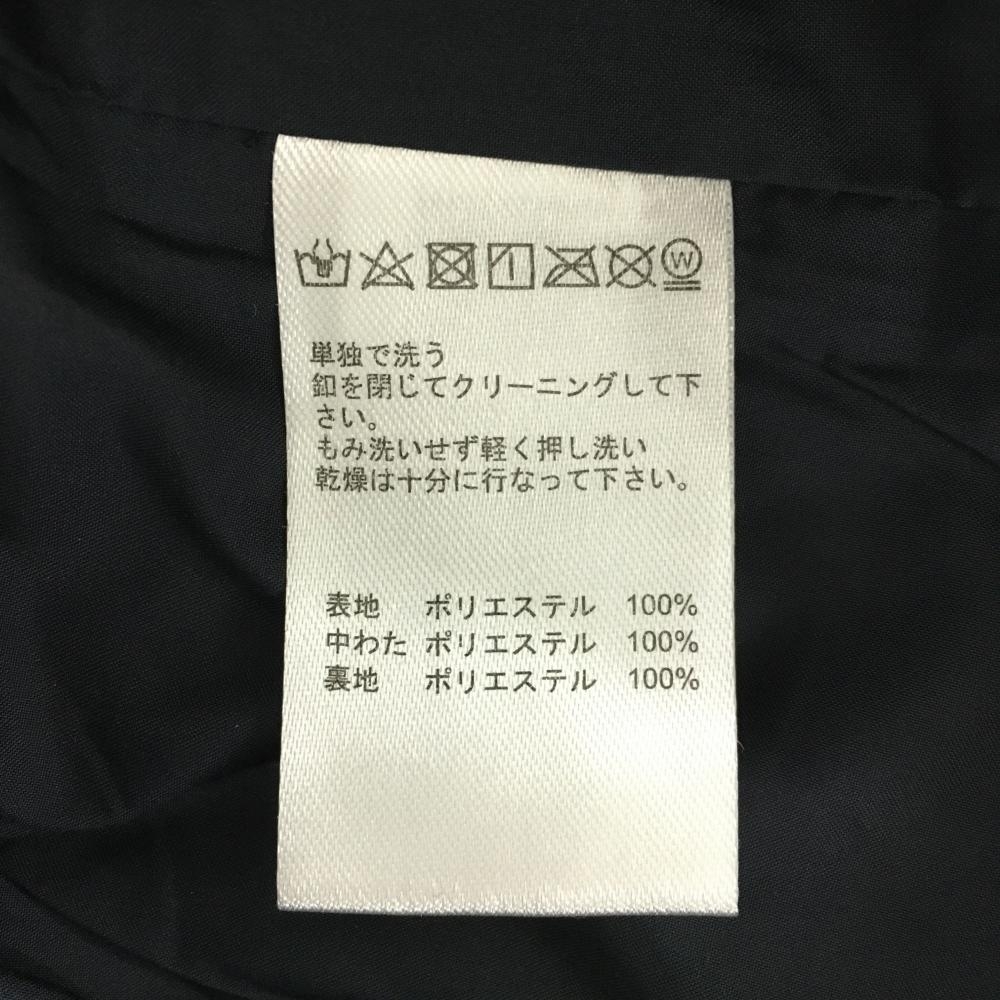 W
単独で洗う
釦を閉じてクリーニングして下
さい。
もみ洗いせず軽く押し洗い
乾燥は十分に行なって下さい。
表地 ポリエステル 100%
中わた ポリエステル 100%
裏地 ポリエステル 100%